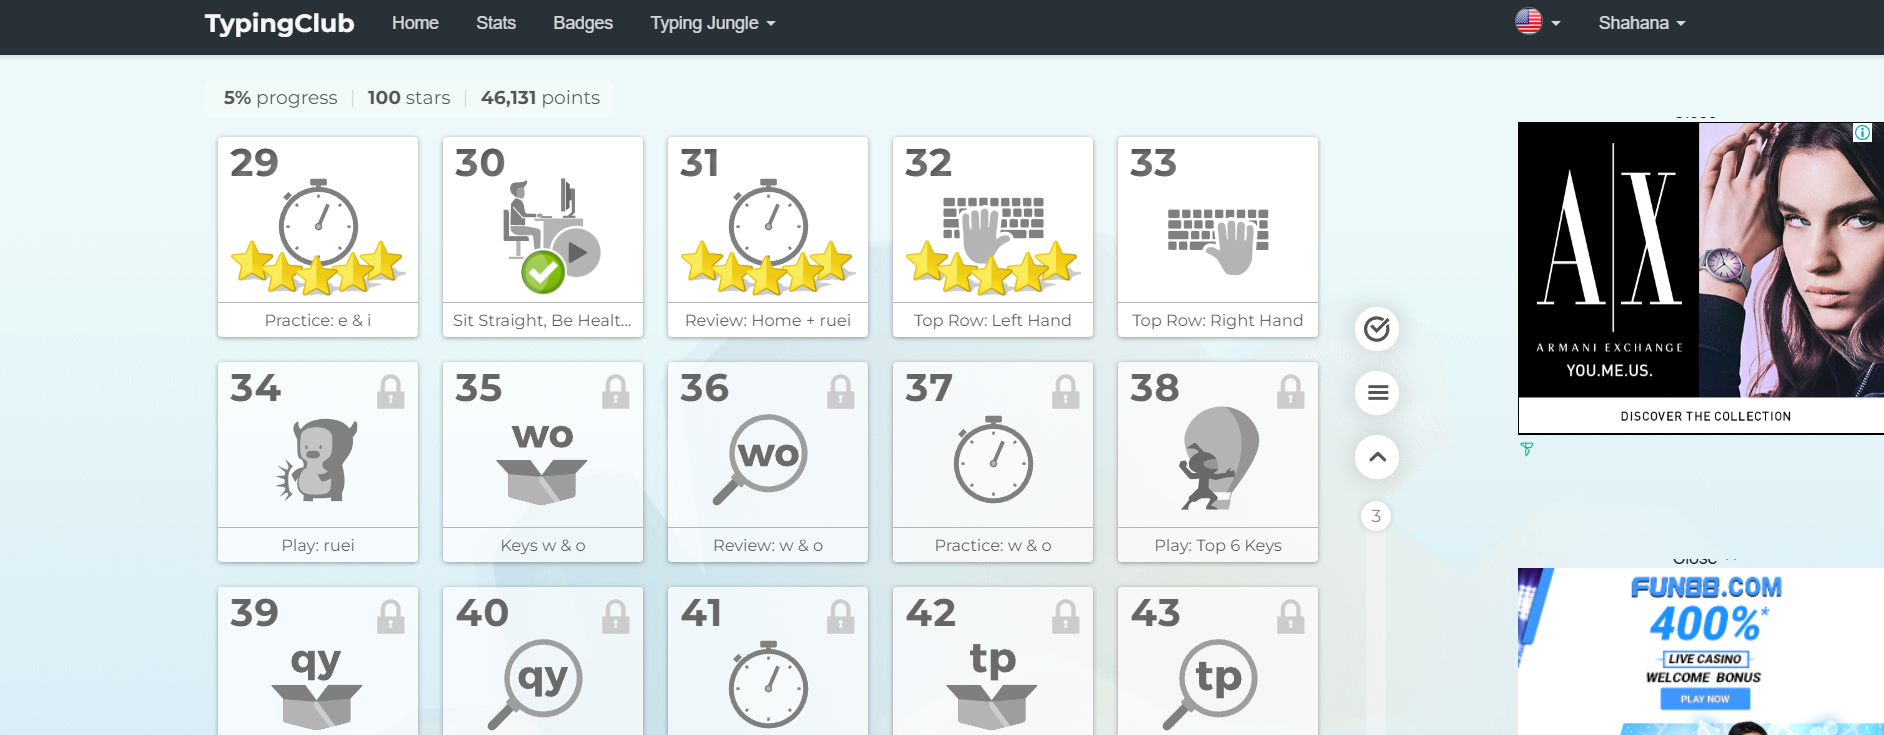 TypingClub Home Stats Badges Typing Jungle Shahana
5% progress | 100 stars | 46,131 points
29 30 31 32 33
Practice: e & i Sit Straight, Be Healt... Review: Home + ruei Top Row: Left Hand Top Row: Right Hand
34 35 36 37 38
wo wo
Play: ruei Keys w & o Review: w & o Practice: w & o Play: Top 6 Keys
39 40 41 42 43
qy qy tp tp
3
A|X
ARMANI EXCHANGE
YOU.ME.US.
DISCOVER THE COLLECTION
FUN88.COM
400%*
LIVE CASINO
WELCOME BONUS
PLAY NOW